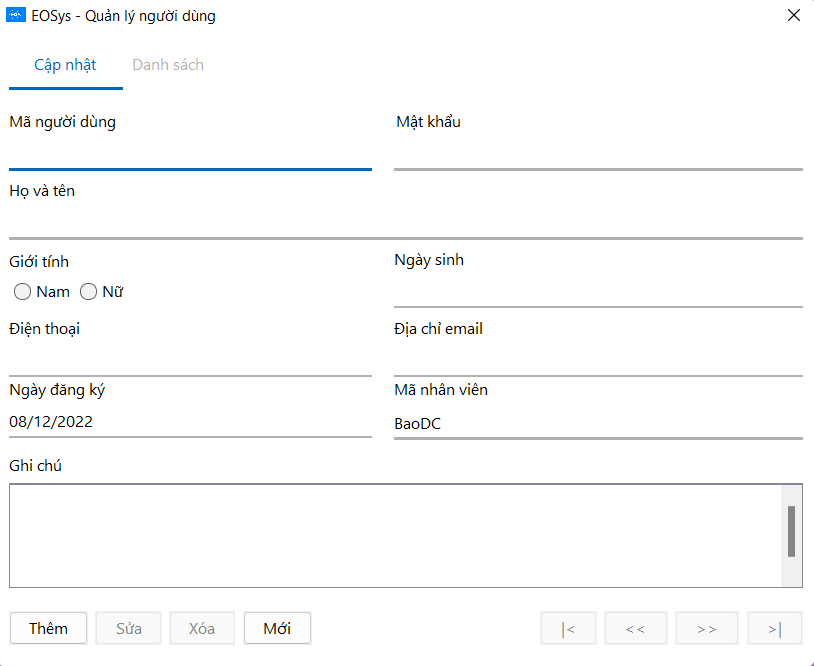 EOSys - Quản lý người dùng
Cập nhật Danh sách
Mã người dùng Mật khẩu
Họ và tên
Giới tính Ngày sinh
Nam Nữ
Điện thoại Địa chỉ email
Ngày đăng ký Mã nhân viên
08/12/2022 BaoDC
Ghi chú
Thêm Sửa Xóa Mới |< << >> >|